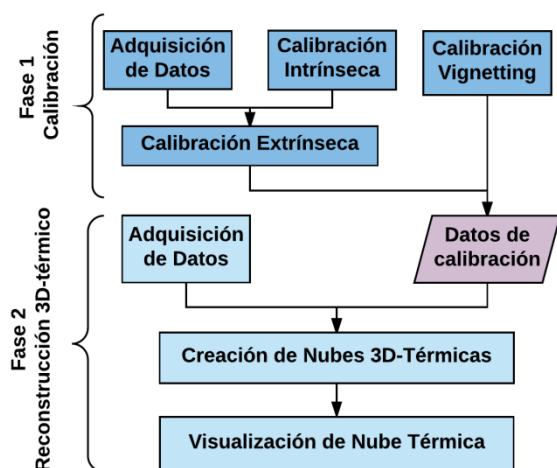 Fase 1
Calibración
Adquisición
de Datos
Calibración
Intrínseca
Calibración
Vignetting
Calibración Extrínseca
Fase 2
Reconstrucción 3D-térmico
Adquisición
de Datos
Datos de
calibración
Creación de Nubes 3D-Térmicas
Visualización de Nube Térmica